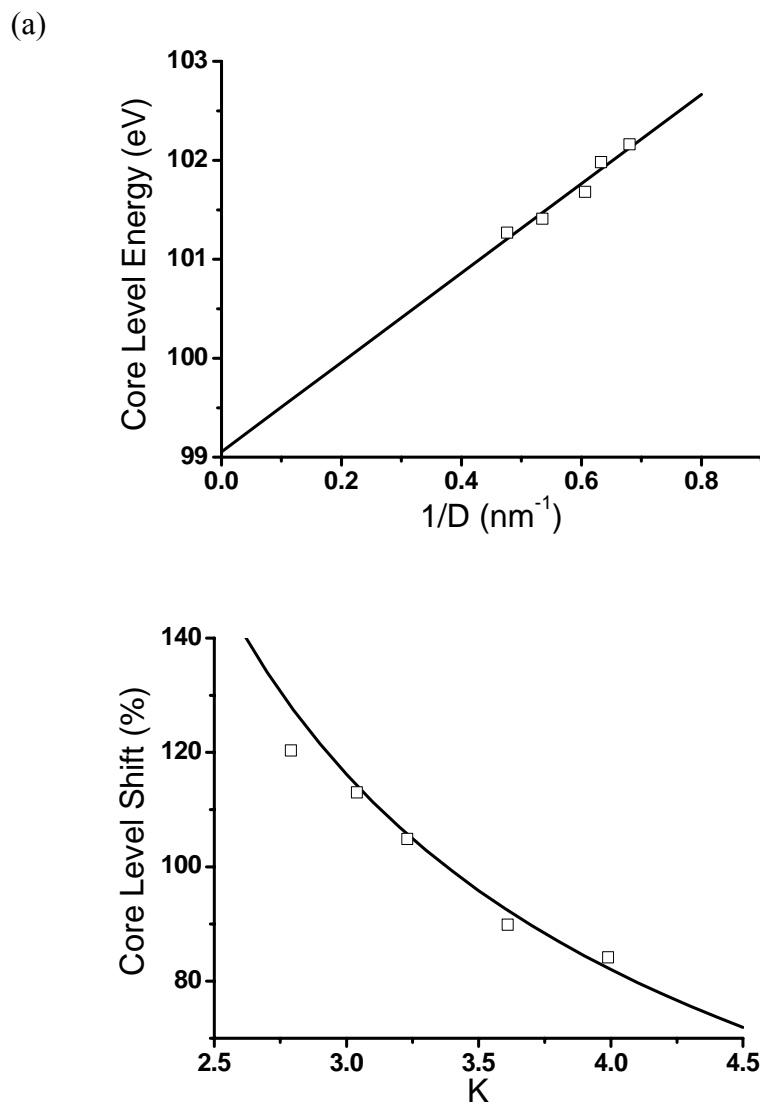 (a)
103
102
101
100
99
Core Level Energy (eV)
0.0 0.2 0.4 0.6 0.8
1/D (nm⁻¹)
140
120
100
80
Core Level Shift (%)
2.5 3.0 3.5 4.0 4.5
K